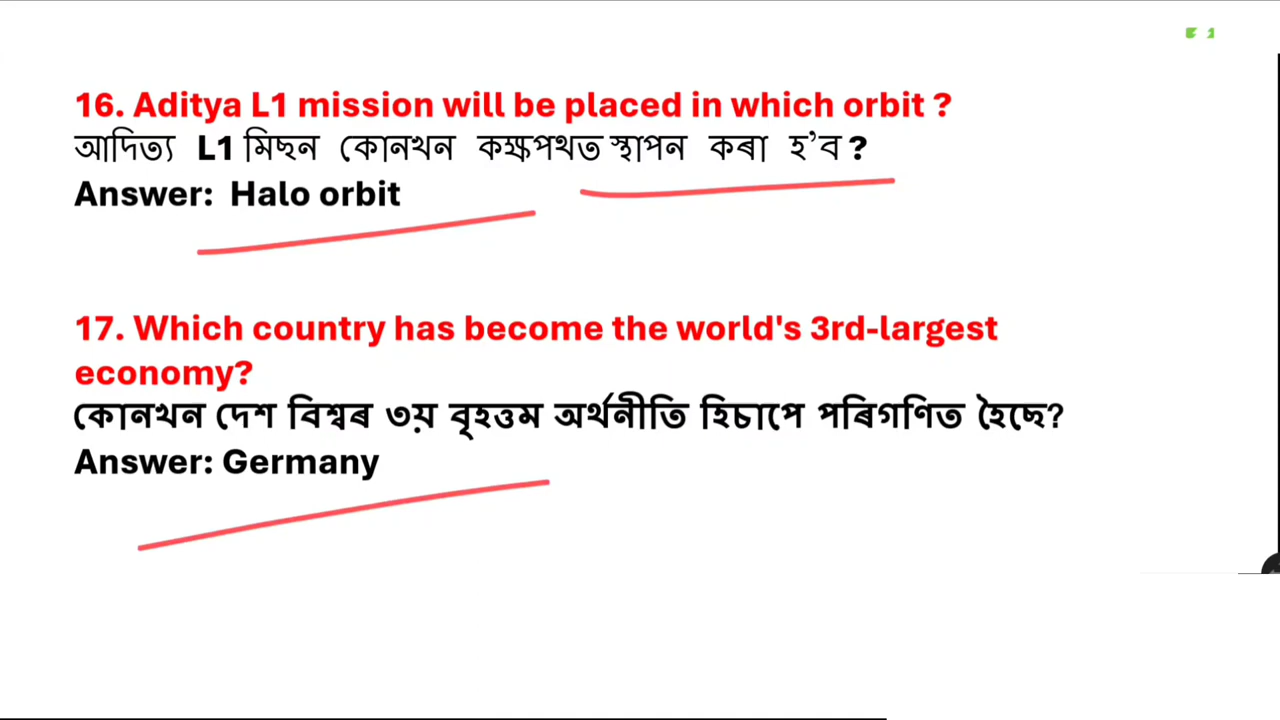 16. Aditya L1 mission will be placed in which orbit ?
আদিত্য L1 মিছন কোনখন কক্ষপথত স্থাপন কৰা হ’ব ?
Answer: Halo orbit
17. Which country has become the world's 3rd-largest
economy?
কোনখন দেশ বিশ্বৰ ৩য় বৃহত্তম অৰ্থনীতি হিচাপে পৰিগণিত হৈছে?
Answer: Germany